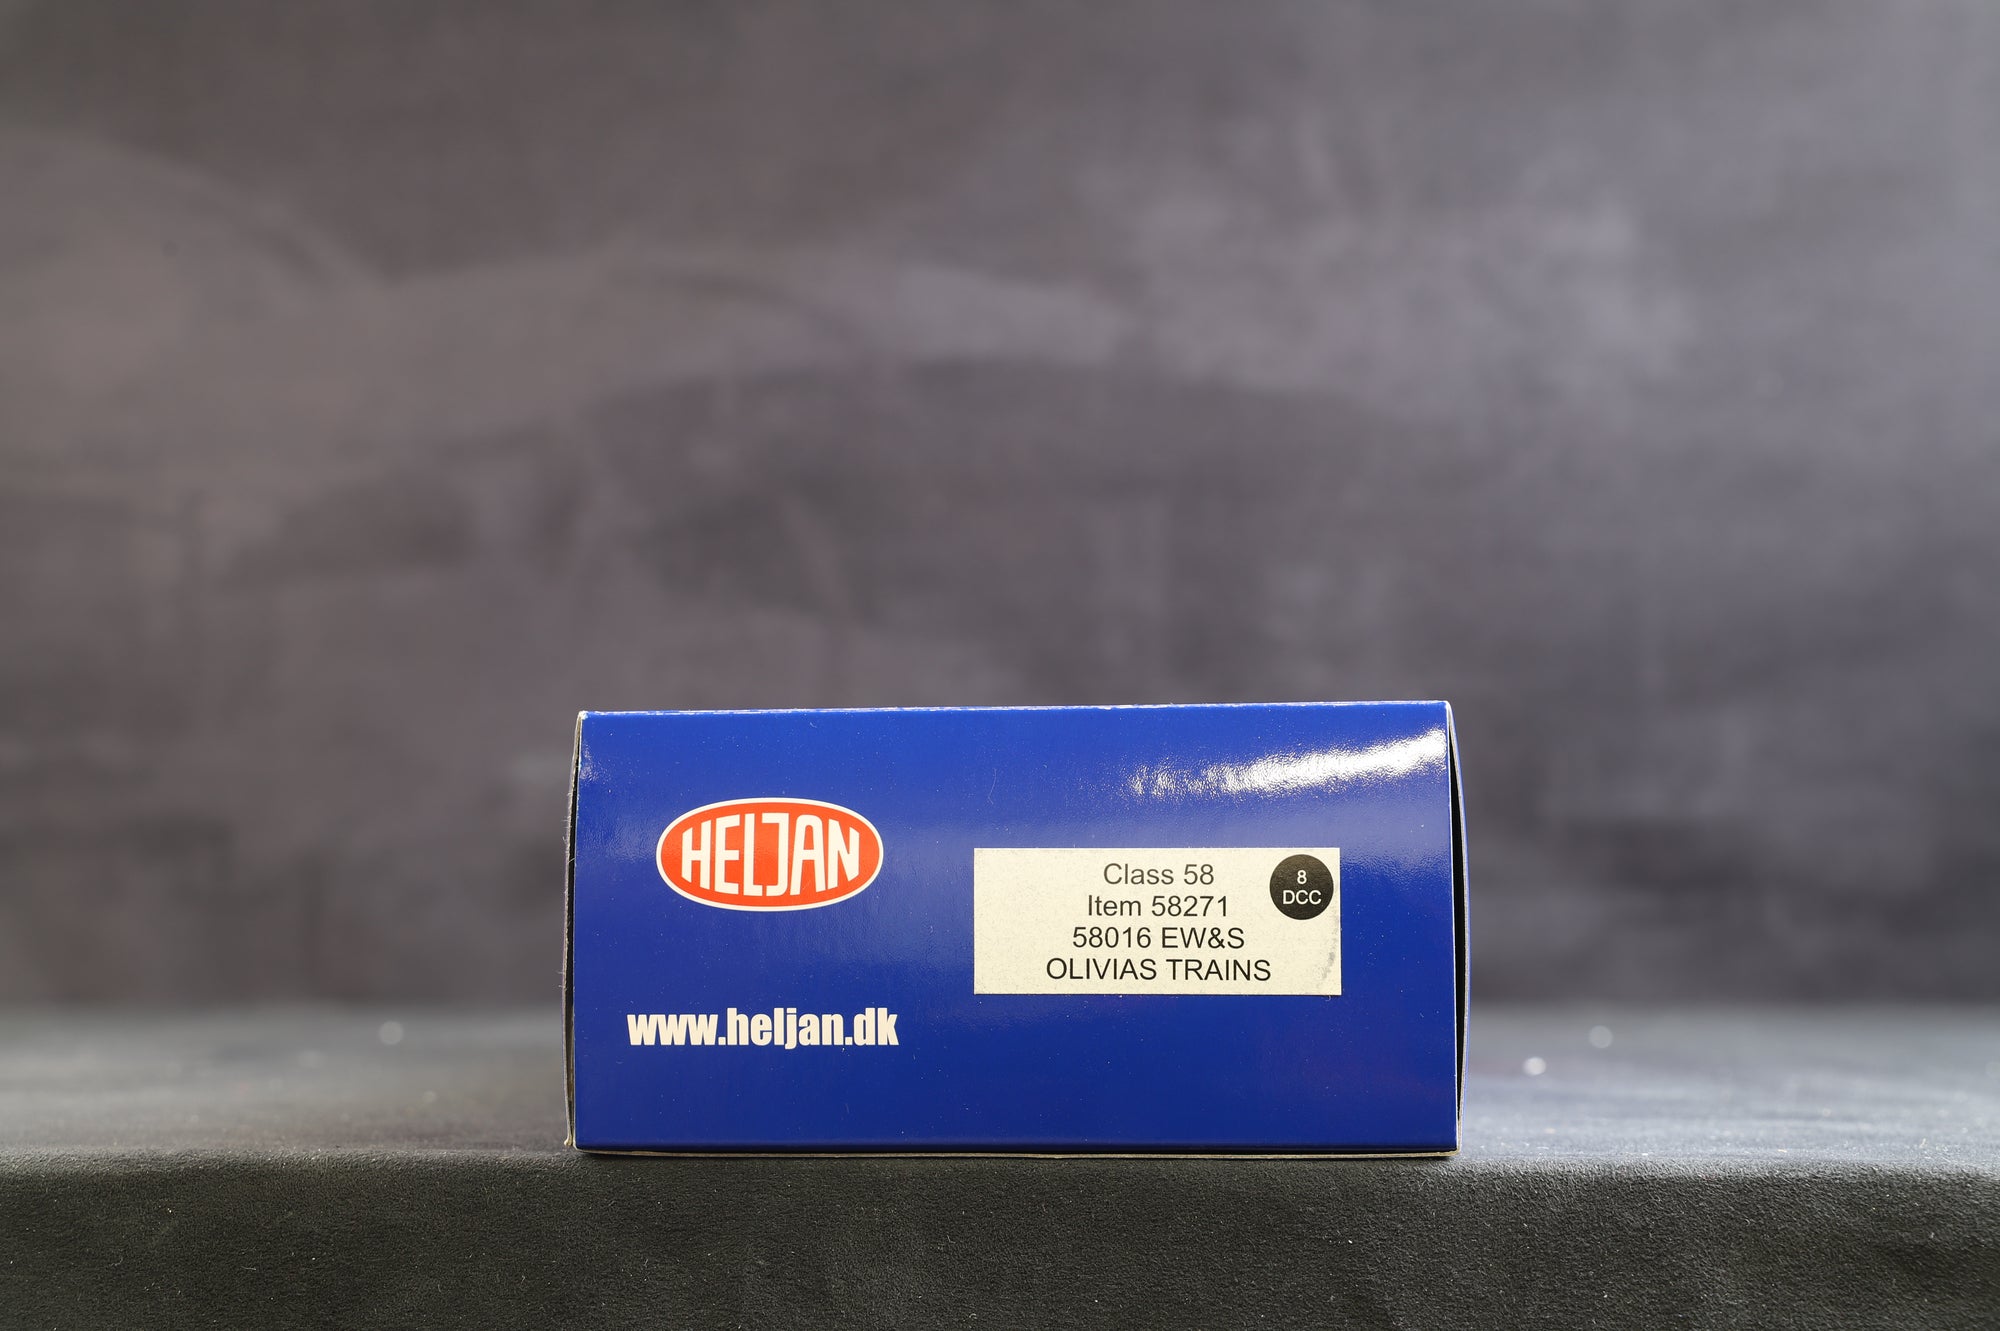 HELJAN
www.heljan.dk
Class 58
Item 58271
58016 EW&S
OLIVIAS TRAINS
8
DCC